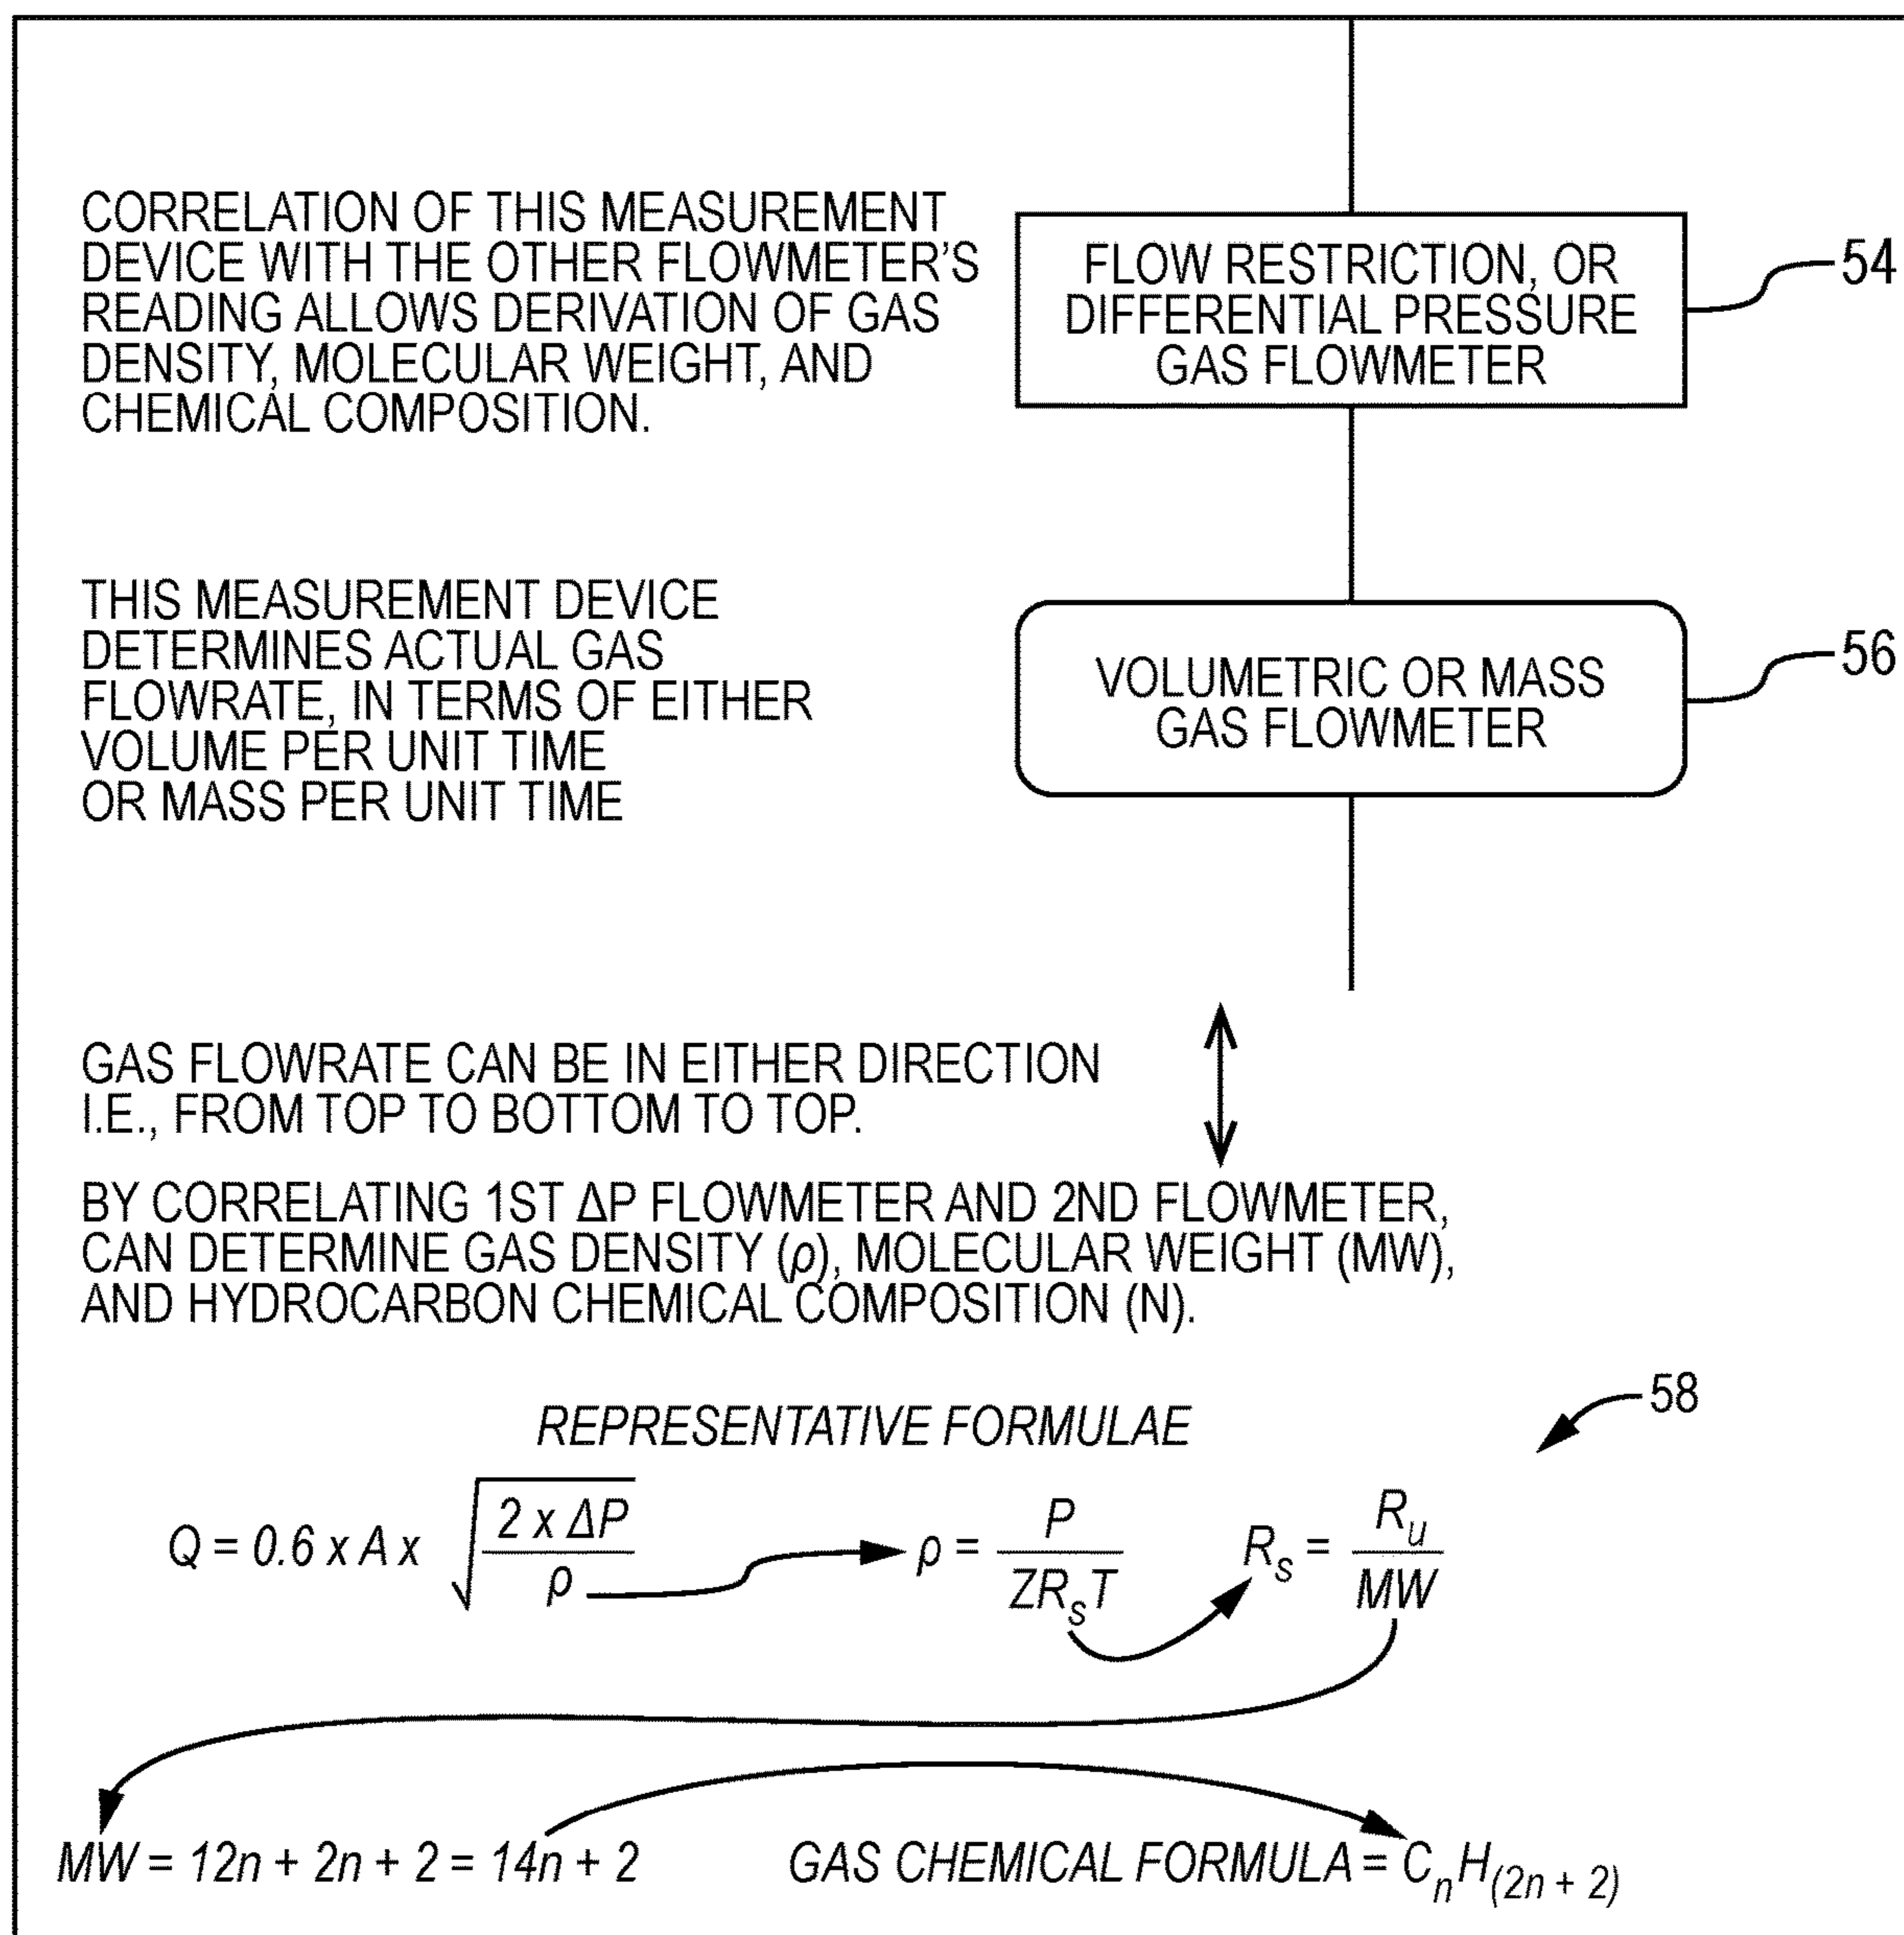 CORRELATION OF THIS MEASUREMENT
DEVICE WITH THE OTHER FLOWMETER'S
READING ALLOWS DERIVATION OF GAS
DENSITY, MOLECULAR WEIGHT, AND
CHEMICAL COMPOSITION.
FLOW RESTRICTION, OR
DIFFERENTIAL PRESSURE
GAS FLOWMETER
54
THIS MEASUREMENT DEVICE
DETERMINES ACTUAL GAS
FLOWRATE, IN TERMS OF EITHER
VOLUME PER UNIT TIME
OR MASS PER UNIT TIME
VOLUMETRIC OR MASS
GAS FLOWMETER
56
GAS FLOWRATE CAN BE IN EITHER DIRECTION
I.E., FROM TOP TO BOTTOM TO TOP.
BY CORRELATING 1ST ΔP FLOWMETER AND 2ND FLOWMETER,
CAN DETERMINE GAS DENSITY (ρ), MOLECULAR WEIGHT (MW),
AND HYDROCARBON CHEMICAL COMPOSITION (N).
58
REPRESENTATIVE FORMULAE
Q = 0.6 x A x √(2 x ΔP / ρ) ρ = P / ZR_sT R_s = R_u / MW
MW = 12n + 2n + 2 = 14n + 2 GAS CHEMICAL FORMULA = C_nH_(2n + 2)